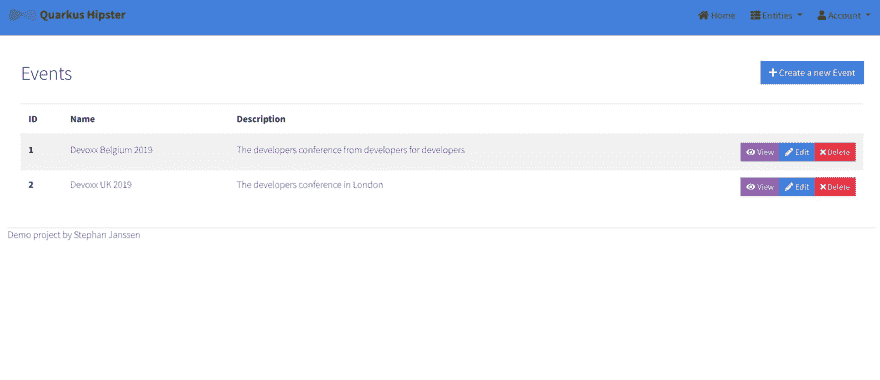 Quarkus Hipster Home Entities Account
Events Create a new Event
ID Name Description
1 Devoxx Belgium 2019 The developers conference from developers for developers View Edit Delete
2 Devoxx UK 2019 The developers conference in London View Edit Delete
Demo project by Stephan Janssen